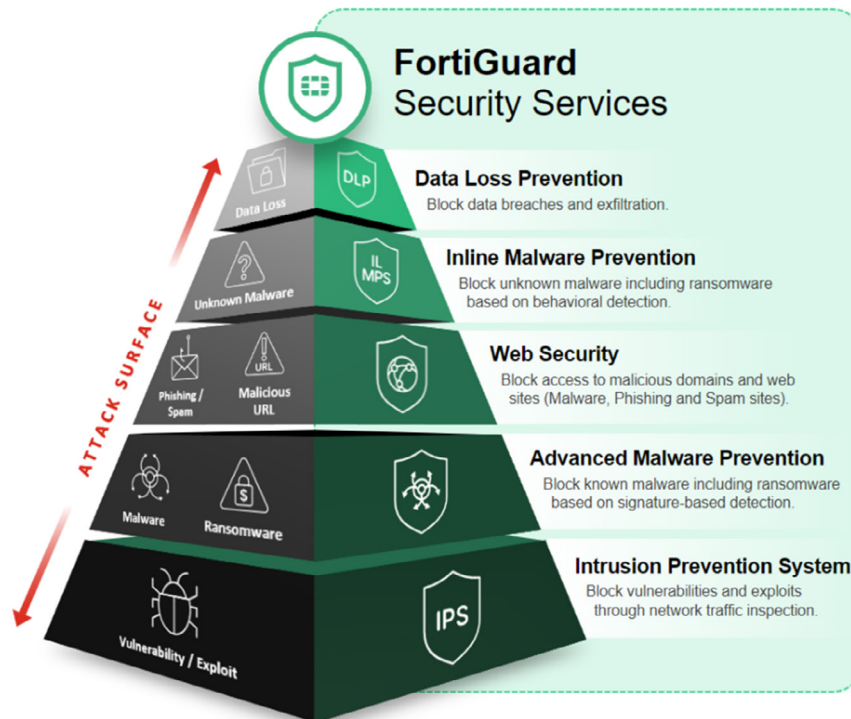 FortiGuard
Security Services
Data Loss
DLP
Data Loss Prevention
Block data breaches and exfiltration.
Unknown Malware
IL
MPS
Inline Malware Prevention
Block unknown malware including ransomware
based on behavioral detection.
ATTACK SURFACE
Phishing /
Spam
URL
Malicious
URL
Web Security
Block access to malicious domains and web
sites (Malware, Phishing and Spam sites).
Malware
$
Ransomware
Advanced Malware Prevention
Block known malware including ransomware
based on signature-based detection.
Vulnerability / Exploit
IPS
Intrusion Prevention System
Block vulnerabilities and exploits
through network traffic inspection.